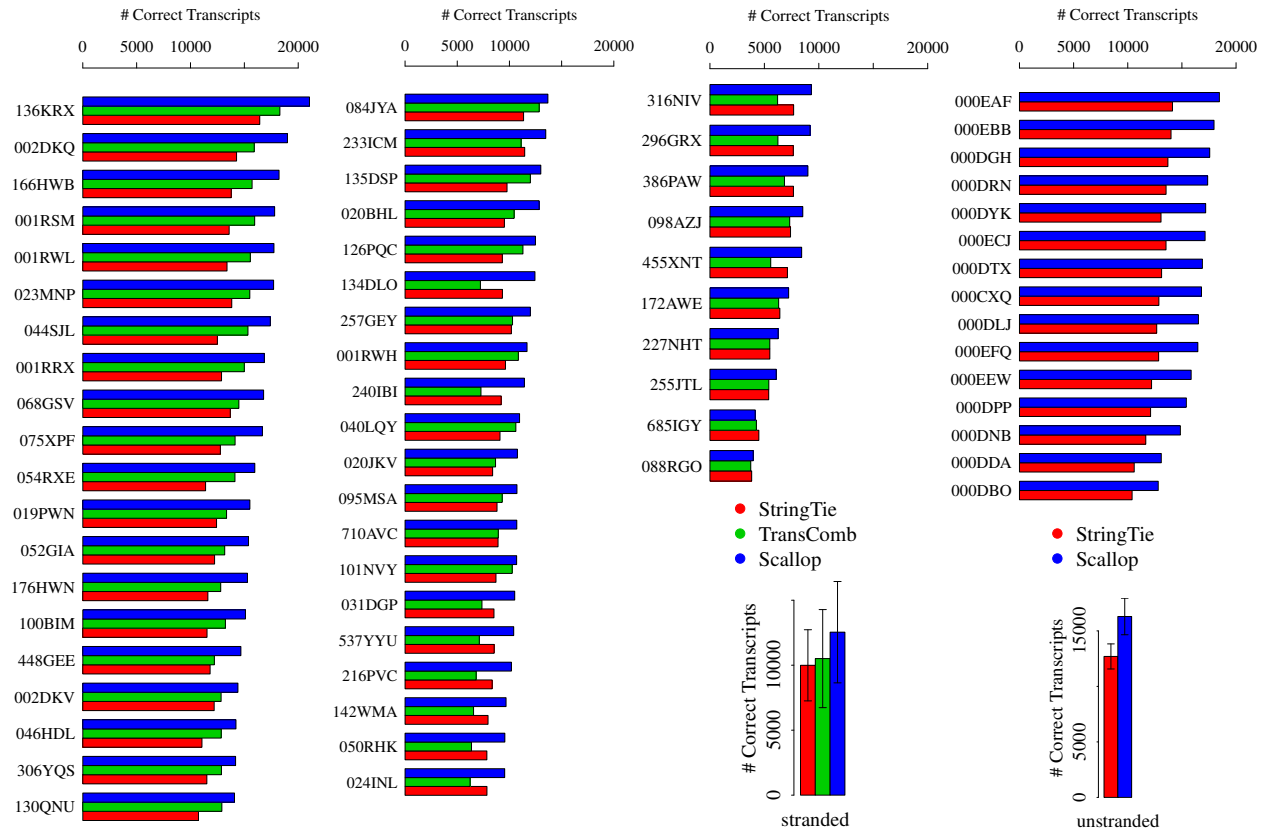 # Correct Transcripts
0 5000 10000 20000
136KRX
002DKQ
166HWB
001RSM
001RWL
023MNP
044SJL
001RRX
068GSV
075XPF
054RXE
019PWN
052GIA
176HWN
100BIM
448GEE
002DKV
046HDL
306YQS
130QNU
# Correct Transcripts
0 5000 10000 20000
084JYA
233ICM
135DSP
020BHL
126PQC
134DLO
257GEY
001RWH
240IBI
040LQY
020JKV
095MSA
710AVC
101NVY
031DGP
537YYU
216PVC
142WMA
050RHK
024INL
# Correct Transcripts
0 5000 10000 20000
316NIV
296GRX
386PAW
098AZJ
455XNT
172AWE
227NHT
255JTL
685IGY
088RGO
StringTie
TransComb
Scallop
# Correct Transcripts
0 5000 10000
stranded
# Correct Transcripts
0 5000 10000 20000
000EAF
000EBB
000DGH
000DRN
000DYK
000ECJ
000DTX
000CXQ
000DLJ
000EFQ
000EEW
000DPP
000DNB
000DDA
000DBO
StringTie
Scallop
# Correct Transcripts
0 5000 15000
unstranded